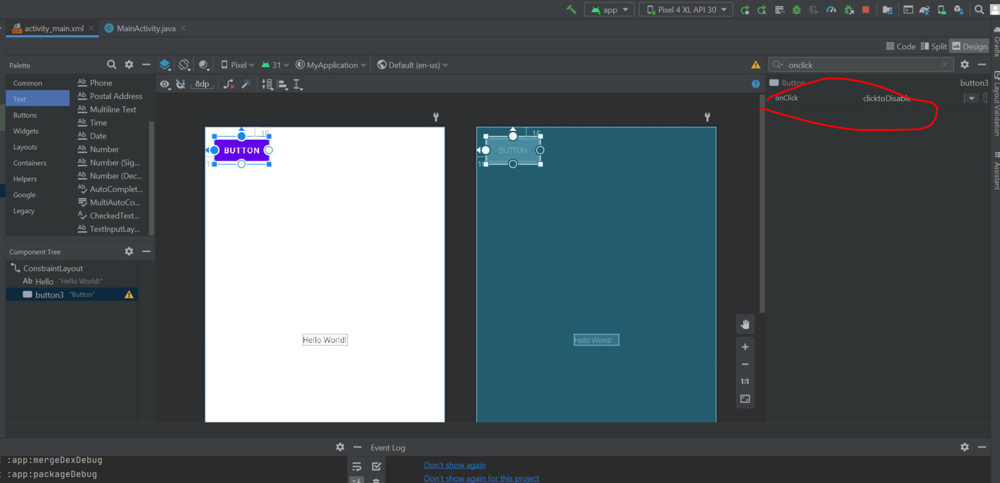 app
Pixel 4 XL API 30
activity_main.xml
MainActivity.java
Code
Split
Design
Palette
Pixel
31
MyApplication
Default (en-us)
onclick
8dp
Common
Text
Buttons
Widgets
Layouts
Containers
Helpers
Google
Legacy
Ab Phone
Ab Postal Address
Ab Multiline Text
Ab Time
Ab Date
Ab Number
Ab Number (Sig...
Ab Number (Dec...
Ab AutoComplet...
MultiAutoCo...
CheckedText...
Ab TextInputLay...
Button
button3
onClick
clicktoDisable
16
BUTTON
16
BUTTON
Hello World!
Hello World!
1:1
Component Tree
ConstraintLayout
Ab Hello "Hello World!"
button3 "Button"
Gradle
Layout Validation
Assistant
Event Log
:app:mergeDexDebug
:app:packageDebug
Don't show again
Don't show again for this project